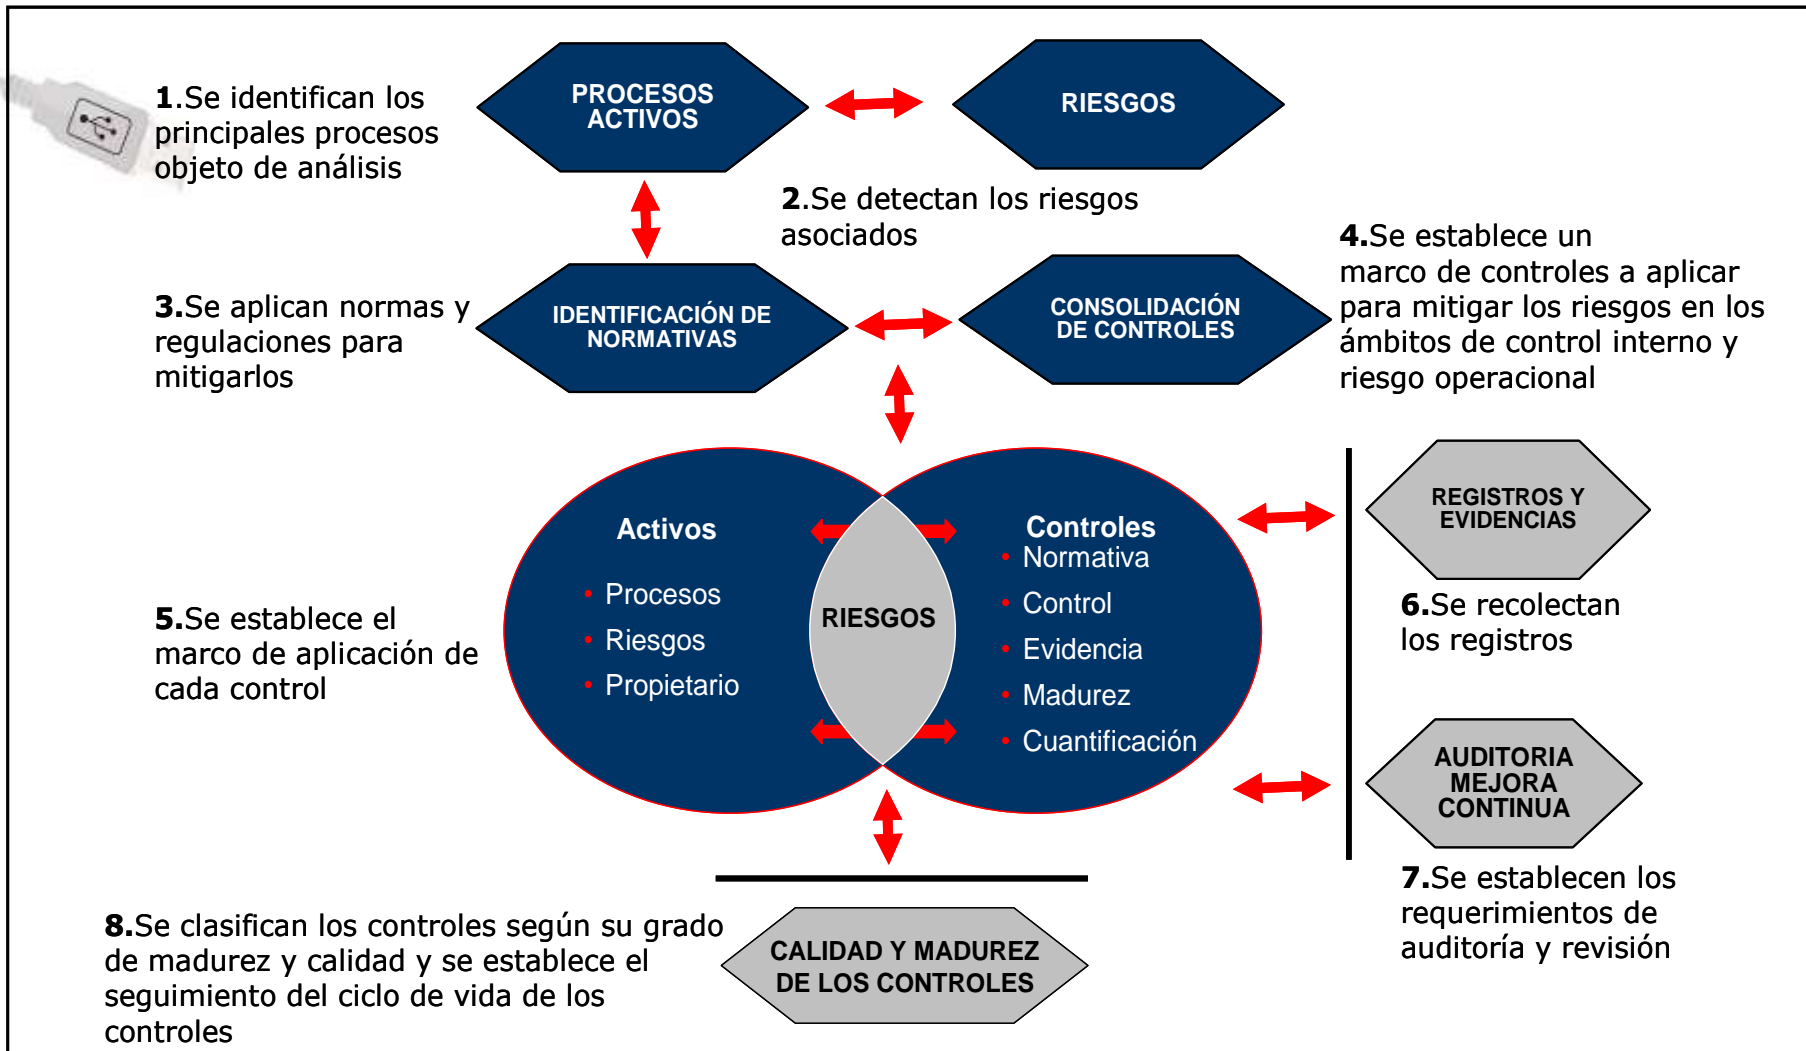 1.Se identifican los
principales procesos
objeto de análisis
PROCESOS
ACTIVOS
RIESGOS
2.Se detectan los riesgos
asociados
3.Se aplican normas y
regulaciones para
mitigarlos
IDENTIFICACIÓN DE
NORMATIVAS
CONSOLIDACIÓN
DE CONTROLES
4.Se establece un
marco de controles a aplicar
para mitigar los riesgos en los
ámbitos de control interno y
riesgo operacional
5.Se establece el
marco de aplicación de
cada control
Activos
• Procesos
• Riesgos
• Propietario
RIESGOS
Controles
• Normativa
• Control
• Evidencia
• Madurez
• Cuantificación
REGISTROS Y
EVIDENCIAS
6.Se recolectan
los registros
AUDITORIA
MEJORA
CONTINUA
7.Se establecen los
requerimientos de
auditoría y revisión
8.Se clasifican los controles según su grado
de madurez y calidad y se establece el
seguimiento del ciclo de vida de los
controles
CALIDAD Y MADUREZ
DE LOS CONTROLES